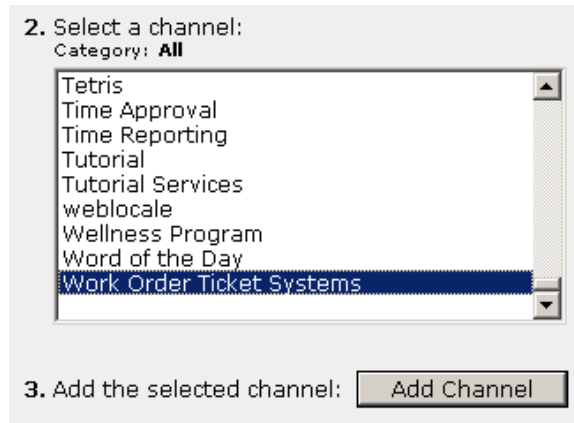 2. Select a channel:
Category: All
Tetris
Time Approval
Time Reporting
Tutorial
Tutorial Services
weblocale
Wellness Program
Word of the Day
Work Order Ticket Systems
3. Add the selected channel: Add Channel